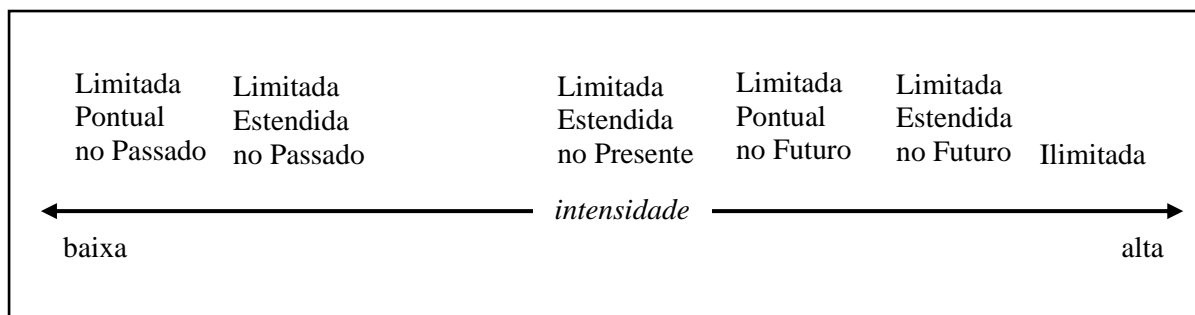 Limitada
Pontual
no Passado
Limitada
Estendida
no Passado
Limitada
Estendida
no Presente
Limitada
Pontual
no Futuro
Limitada
Estendida
no Futuro
Ilimitada
intensidade
baixa
alta